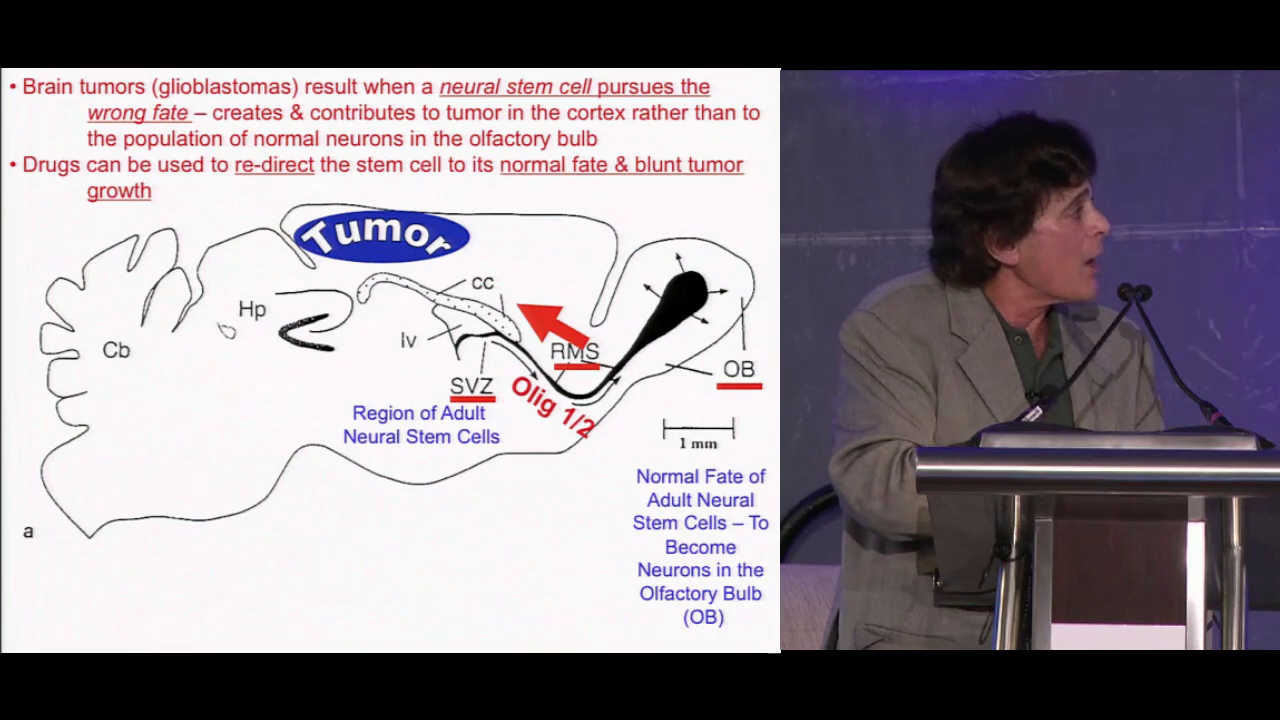 • Brain tumors (glioblastomas) result when a neural stem cell pursues the
wrong fate – creates & contributes to tumor in the cortex rather than to
the population of normal neurons in the olfactory bulb
• Drugs can be used to re-direct the stem cell to its normal fate & blunt tumor
growth
Tumor
cc
Hp
lv
Cb
RMS
OB
SVZ
Olig 1/2
Region of Adult
Neural Stem Cells
1 mm
Normal Fate of
Adult Neural
Stem Cells – To
Become
Neurons in the
Olfactory Bulb
(OB)
a